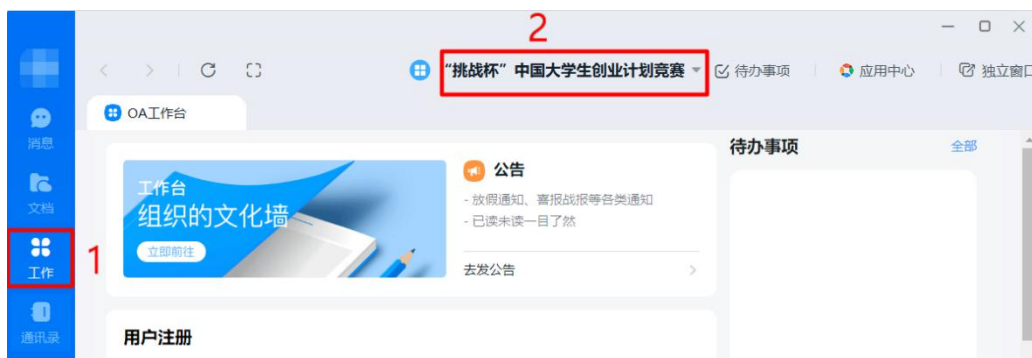 2
“挑战杯”中国大学生创业计划竞赛
待办事项
应用中心
独立窗口
OA工作台
消息
文档
1
工作
通讯录
工作台
组织的文化墙
立即前往
公告
- 放假通知、喜报战报等各类通知
- 已读未读一目了然
去发公告
待办事项
全部
用户注册